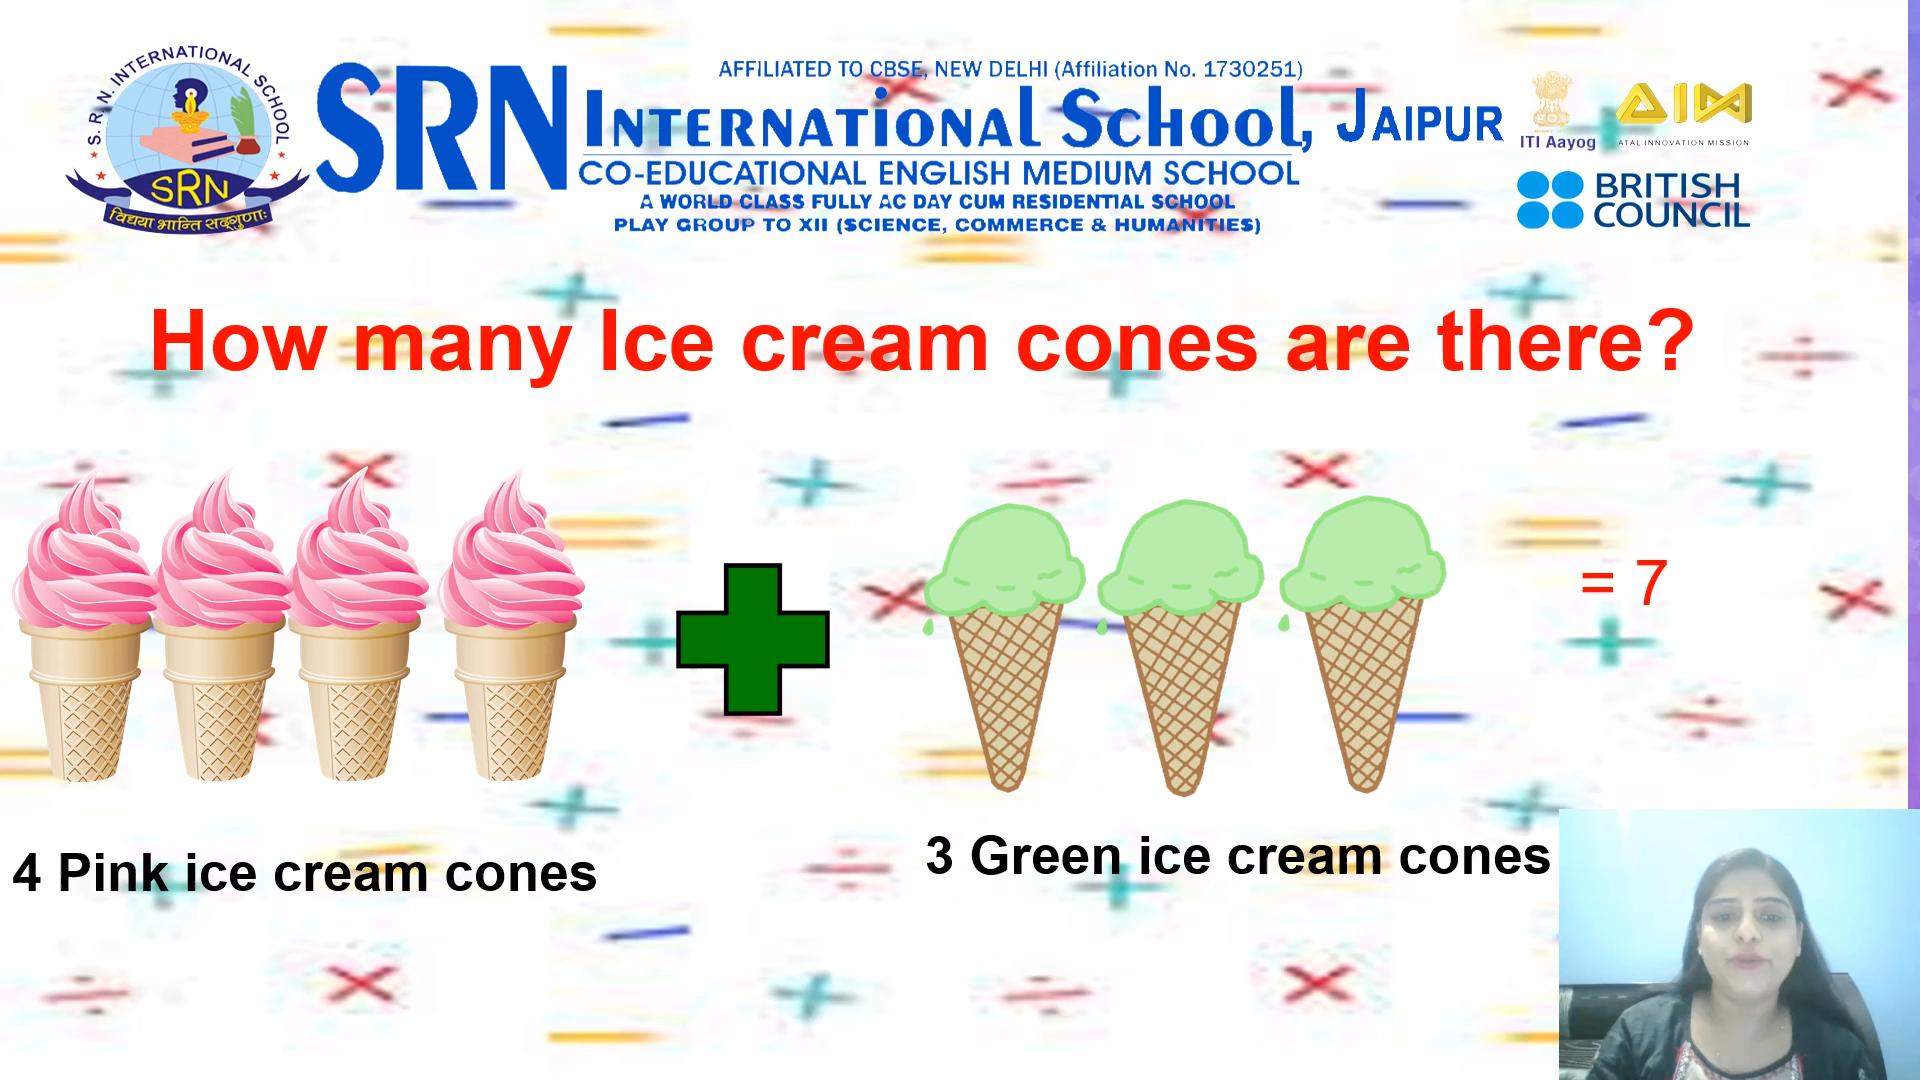 S. R. N. INTERNATIONAL SCHOOL
SRN
विद्यया भान्ति सद्गुणाः
AFFILIATED TO CBSE, NEW DELHI (Affiliation No. 1730251)
SRN INTERNATIONAL SCHOOL, JAIPUR
CO-EDUCATIONAL ENGLISH MEDIUM SCHOOL
A WORLD CLASS FULLY AC DAY CUM RESIDENTIAL SCHOOL
PLAY GROUP TO XII (SCIENCE, COMMERCE & HUMANITIES)
ITI Aayog
AIM
ATAL INNOVATION MISSION
BRITISH
COUNCIL
How many Ice cream cones are there?
= 7
4 Pink ice cream cones
3 Green ice cream cones